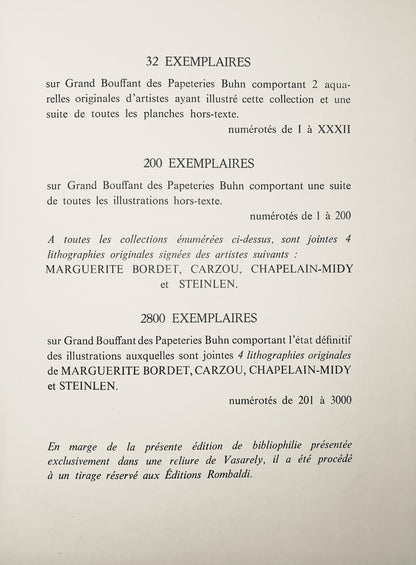 32 EXEMPLAIRES
sur Grand Bouffant des Papeteries Buhn comportant 2 aqua-
relles originales d'artistes ayant illustré cette collection et une
suite de toutes les planches hors-texte.
numérotés de I à XXXII
200 EXEMPLAIRES
sur Grand Bouffant des Papeteries Buhn comportant une suite
de toutes les illustrations hors-texte.
numérotés de 1 à 200
A toutes les collections énumérées ci-dessus, sont jointes 4
lithographies originales signées des artistes suivants :
MARGUERITE BORDET, CARZOU, CHAPELAIN-MIDY
et STEINLEN.
2800 EXEMPLAIRES
sur Grand Bouffant des Papeteries Buhn comportant l'état définitif
des illustrations auxquelles sont jointes 4 lithographies originales
de MARGUERITE BORDET, CARZOU, CHAPELAIN-MIDY
et STEINLEN.
numérotés de 201 à 3000
En marge de la présente édition de bibliophilie présentée
exclusivement dans une reliure de Vasarely, il a été procédé
à un tirage réservé aux Éditions Rombaldi.